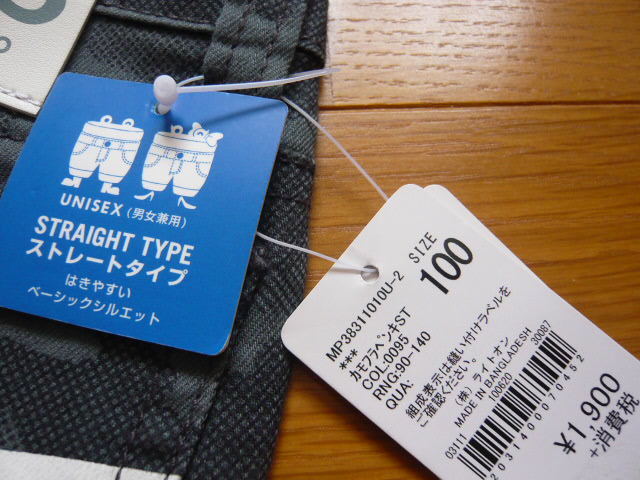 UNISEX (男女兼用)
STRAIGHT TYPE
ストレートタイプ
はきやすい
ベーシックシルエット
MP38311010U-2
SIZE
100
***
カモフラペンキST
COL:0095
RNG:90-140
QUA:
組成表示は縫い付けラベルを
ご確認ください。
(株) ライトオン
MADE IN BANGLADESH
100620 30087
03111
2031400070452
¥1,900
+消費税